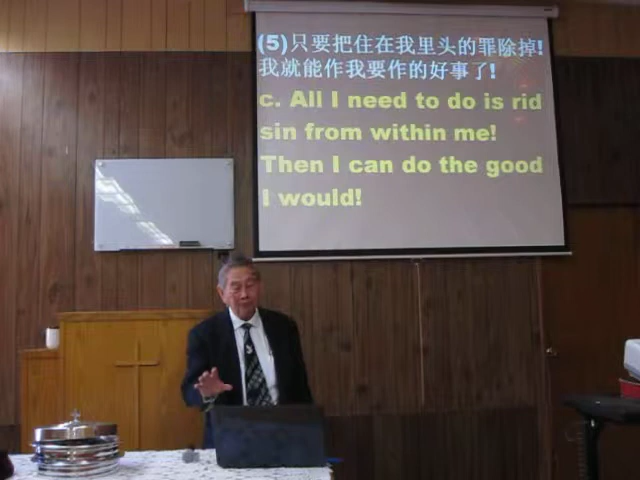 (5)只要把住在我里头的罪除掉!
我就能作我要作的好事了!
c. All I need to do is rid
sin from within me!
Then I can do the good
I would!